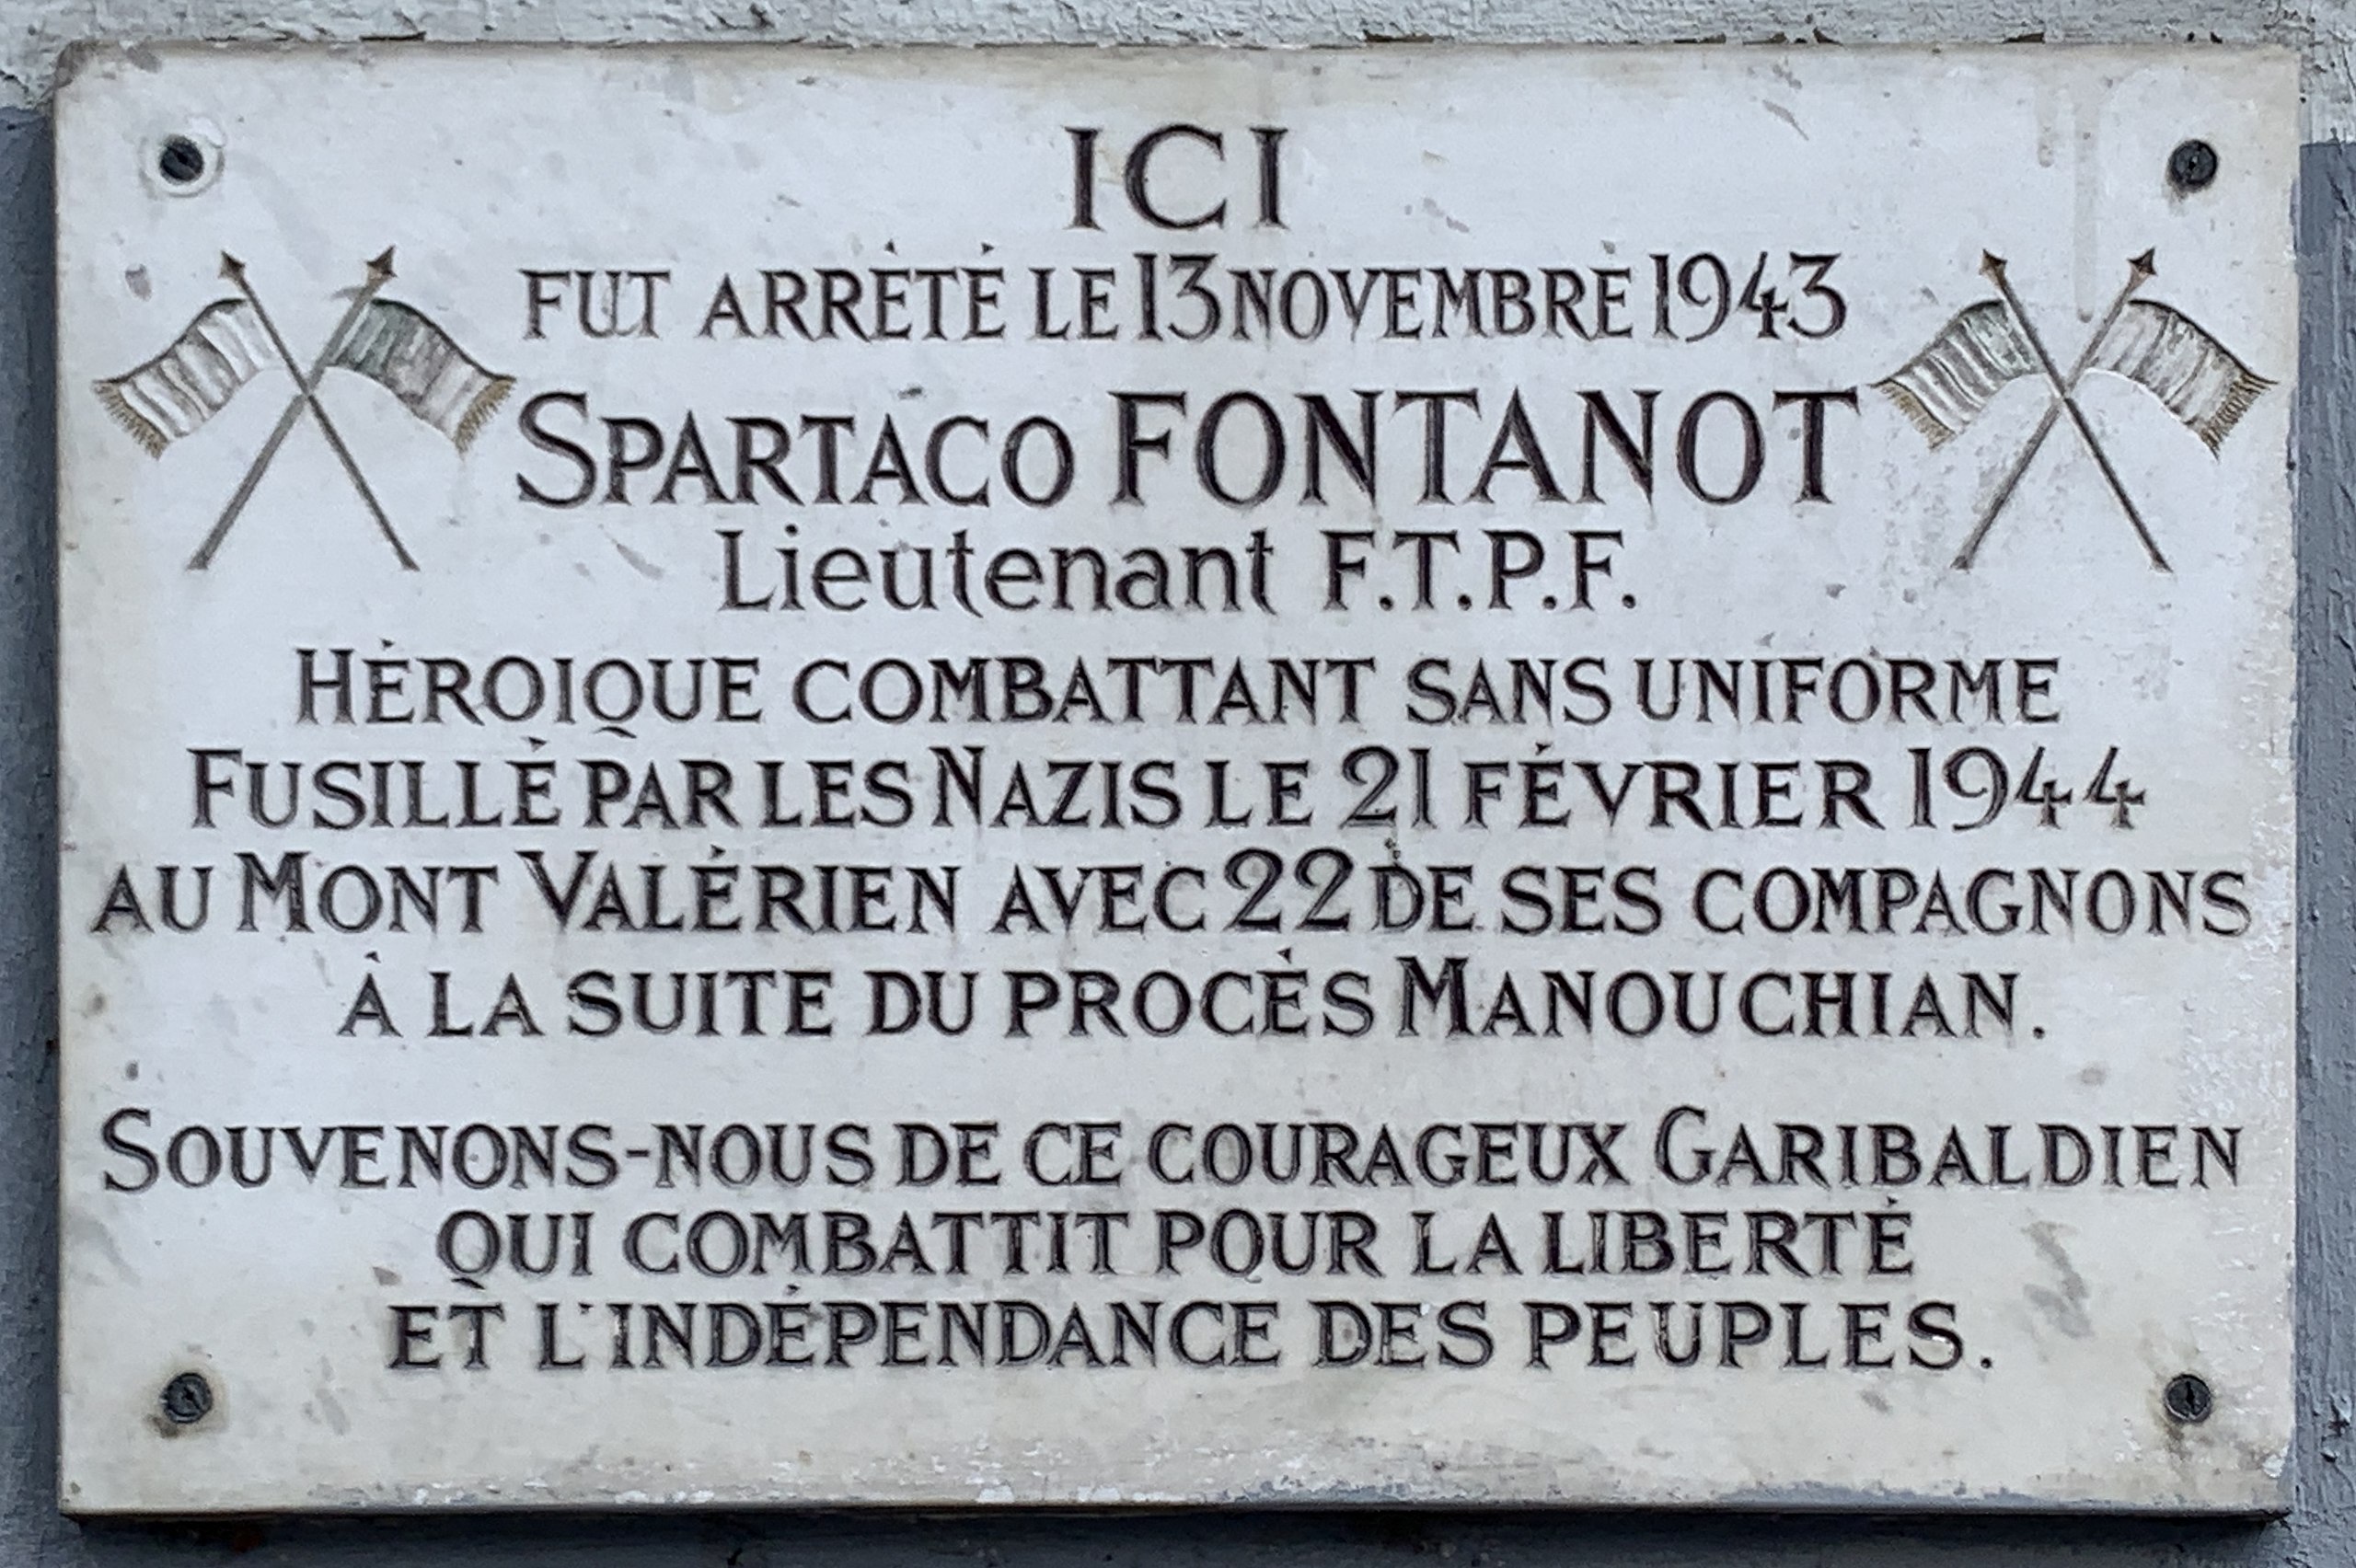 ICI
FUT ARRÊTÉ LE 13 NOVEMBRE 1943
SPARTACO FONTANOT
Lieutenant F.T.P.F.
HÉROIQUE COMBATTANT SANS UNIFORME
FUSILLÉ PAR LES NAZIS LE 21 FÉVRIER 1944
AU MONT VALÉRIEN AVEC 22 DE SES COMPAGNONS
À LA SUITE DU PROCÈS MANOUCHIAN.
SOUVENONS-NOUS DE CE COURAGEUX GARIBALDIEN
QUI COMBATTIT POUR LA LIBERTÉ
ET L'INDÉPENDANCE DES PEUPLES.